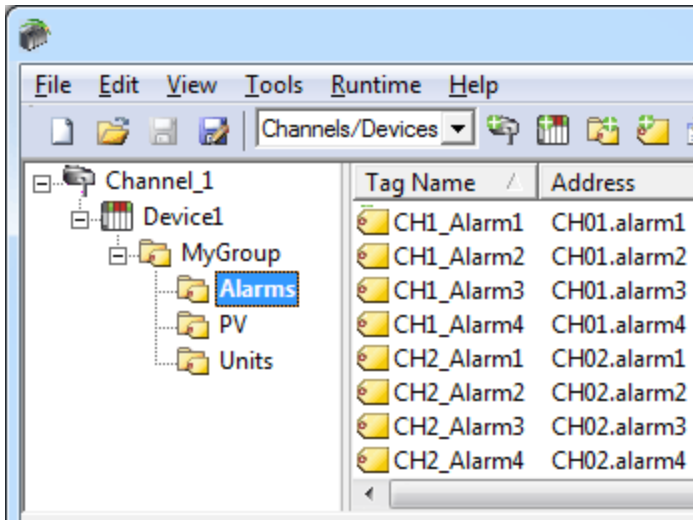 File Edit View Tools Runtime Help
Channels/Devices
Channel_1
Device1
MyGroup
Alarms
PV
Units
Tag Name Address
CH1_Alarm1 CH01.alarm1
CH1_Alarm2 CH01.alarm2
CH1_Alarm3 CH01.alarm3
CH1_Alarm4 CH01.alarm4
CH2_Alarm1 CH02.alarm1
CH2_Alarm2 CH02.alarm2
CH2_Alarm3 CH02.alarm3
CH2_Alarm4 CH02.alarm4